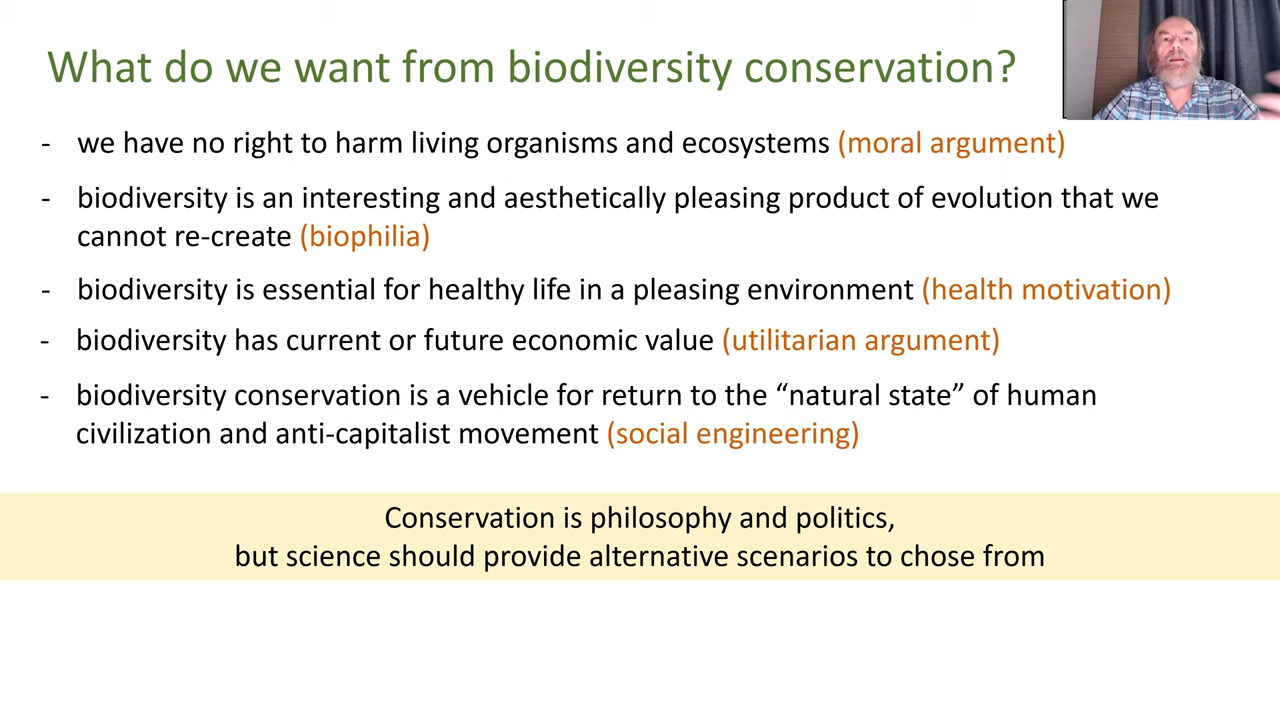 What do we want from biodiversity conservation?
- we have no right to harm living organisms and ecosystems (moral argument)
- biodiversity is an interesting and aesthetically pleasing product of evolution that we
cannot re-create (biophilia)
- biodiversity is essential for healthy life in a pleasing environment (health motivation)
- biodiversity has current or future economic value (utilitarian argument)
- biodiversity conservation is a vehicle for return to the “natural state” of human
civilization and anti-capitalist movement (social engineering)
Conservation is philosophy and politics,
but science should provide alternative scenarios to chose from